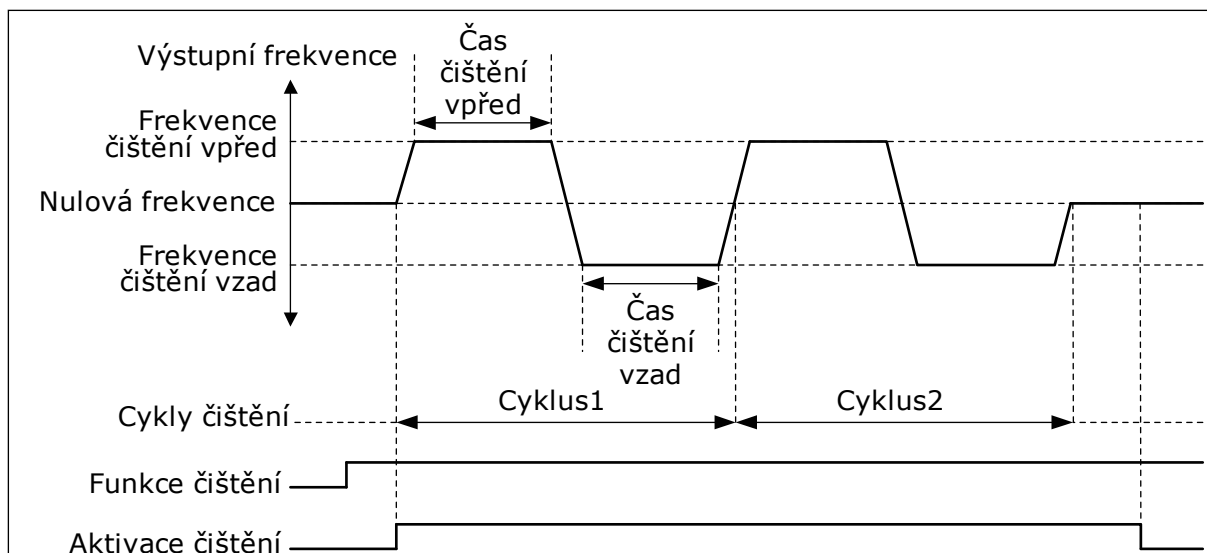 Výstupní frekvence
Čas
čištění
vpřed
Frekvence
čištění vpřed
Nulová frekvence
Frekvence
čištění vzad
Čas
čištění
vzad
Cykly čištění
Cyklus1
Cyklus2
Funkce čištění
Aktivace čištění